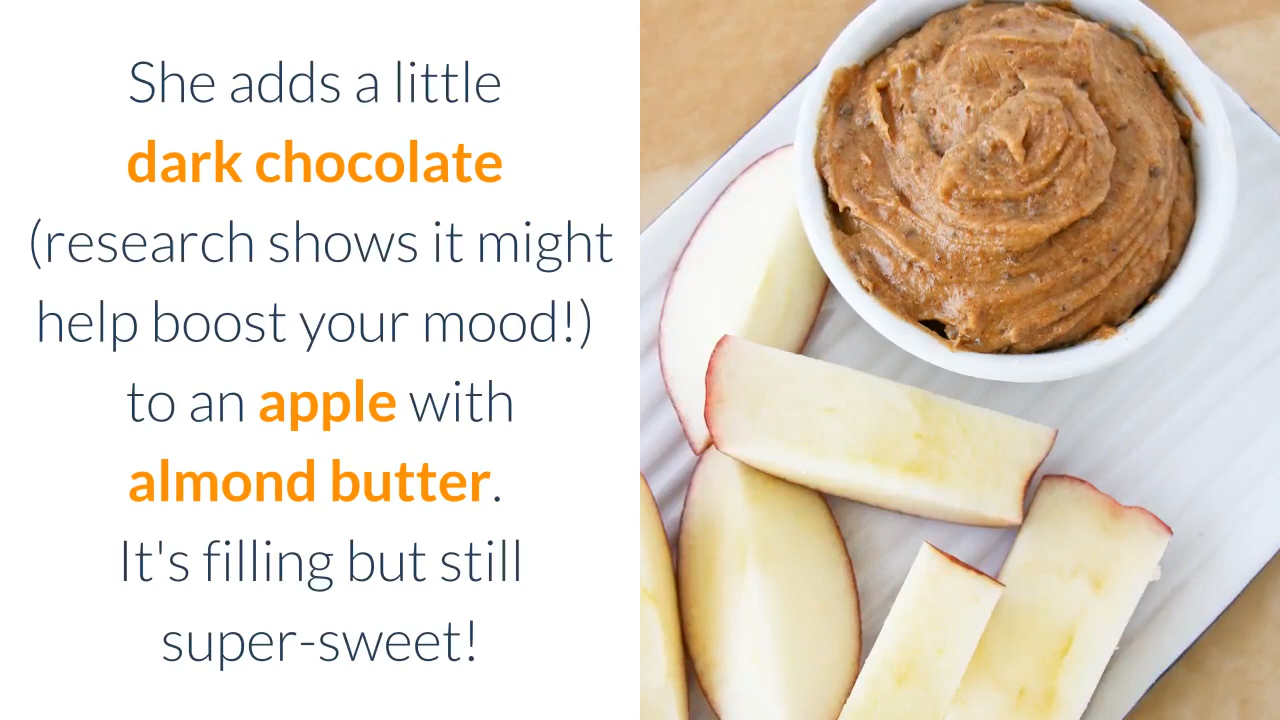 She adds a little
dark chocolate
(research shows it might
help boost your mood!)
to an apple with
almond butter.
It's filling but still
super-sweet!